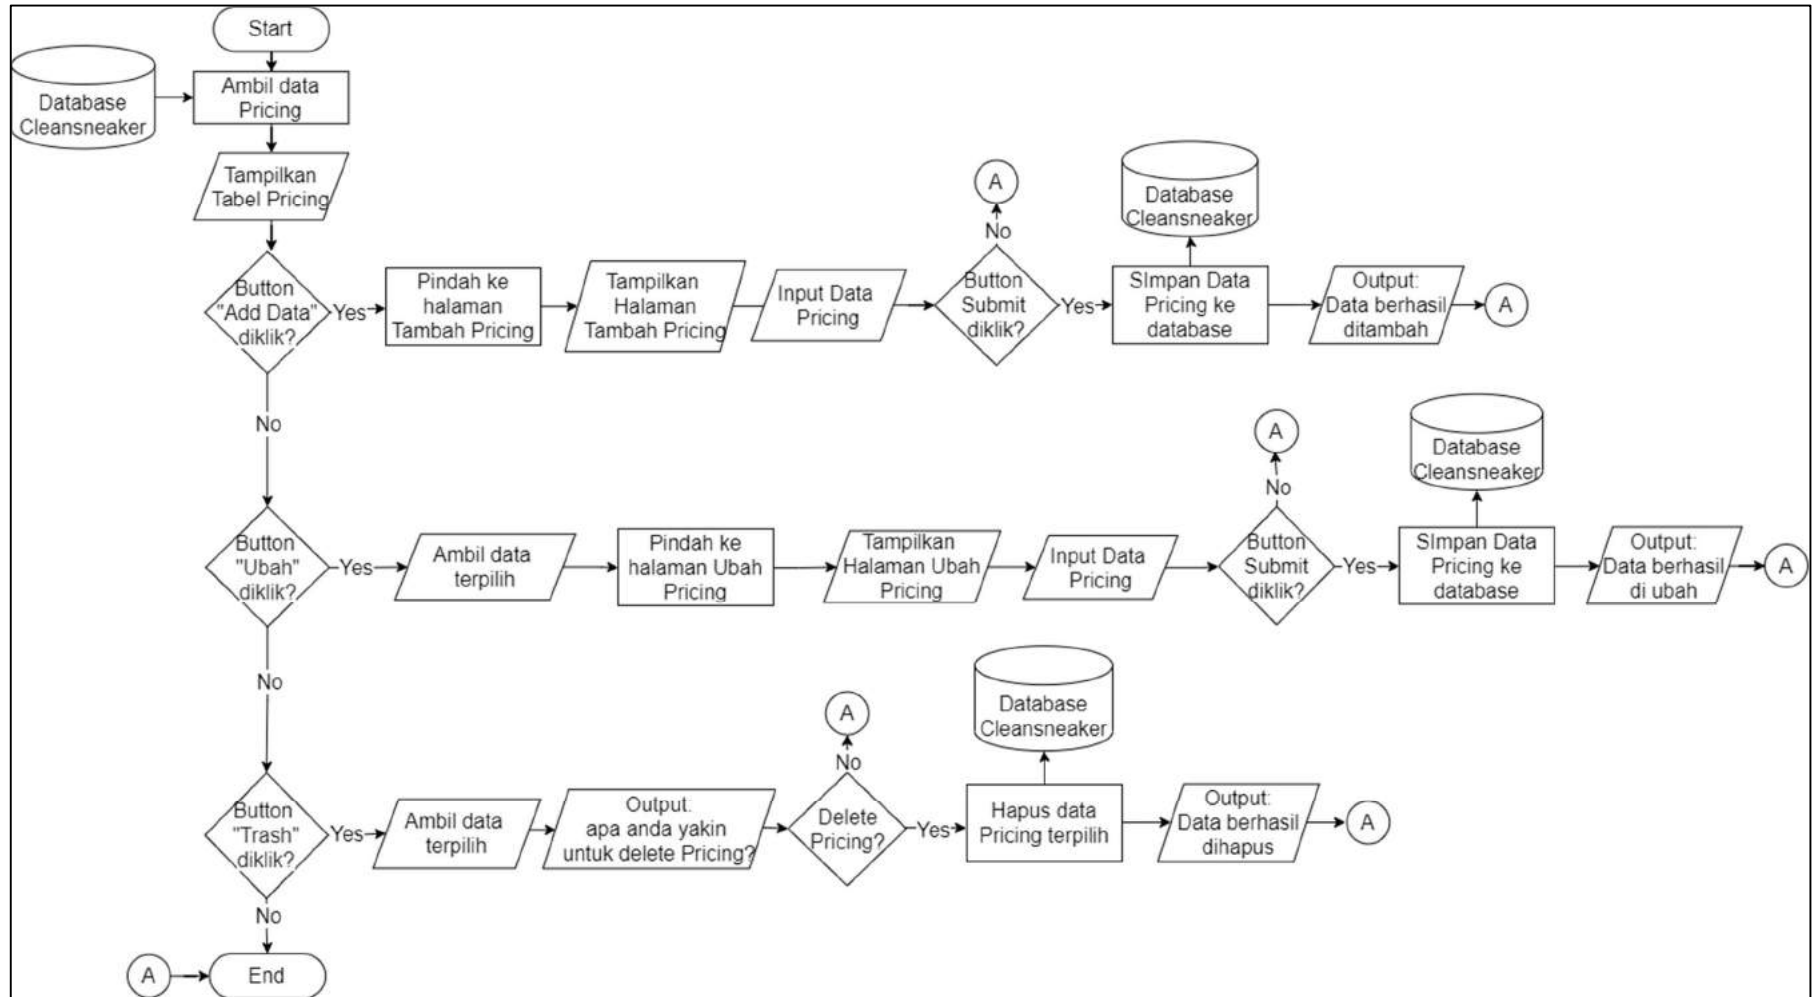 Start
Database
Cleansneaker
Ambil data
Pricing
Tampilkan
Tabel Pricing
Button
"Add Data"
diklik?
Yes
Pindah ke
halaman
Tambah Pricing
Tampilkan
Halaman
Tambah Pricing
Input Data
Pricing
Button
Submit
diklik?
No
A
Yes
SImpan Data
Pricing ke
database
Database
Cleansneaker
Output:
Data berhasil
ditambah
A
No
Button
"Ubah"
diklik?
Yes
Ambil data
terpilih
Pindah ke
halaman Ubah
Pricing
Tampilkan
Halaman Ubah
Pricing
Input Data
Pricing
Button
Submit
diklik?
No
A
Yes
SImpan Data
Pricing ke
database
Database
Cleansneaker
Output:
Data berhasil
di ubah
A
No
Button
"Trash"
diklik?
Yes
Ambil data
terpilih
Output:
apa anda yakin
untuk delete Pricing?
Delete
Pricing?
No
A
Yes
Hapus data
Pricing terpilih
Database
Cleansneaker
Output:
Data berhasil
dihapus
A
No
A
End